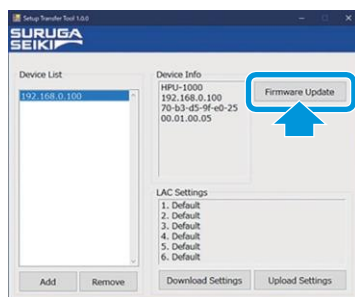 Setup Transfer Tool 1.0.0
SURUGA
SEIKI
Device List
192.168.0.100
Add
Remove
Device Info
HPU-1000
192.168.0.100
70-b3-d5-9f-e0-25
00.01.00.05
Firmware Update
LAC Settings
1. Default
2. Default
3. Default
4. Default
5. Default
6. Default
Download Settings
Upload Settings